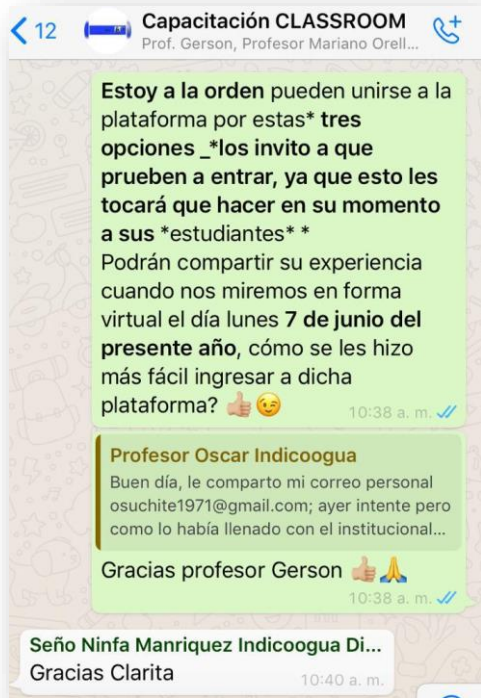 12
Capacitación CLASSROOM
Prof. Gerson, Profesor Mariano Orell...
Estoy a la orden pueden unirse a la
plataforma por estas* tres
opciones _*los invito a que
prueben a entrar, ya que esto les
tocará que hacer en su momento
a sus *estudiantes* *
Podrán compartir su experiencia
cuando nos miremos en forma
virtual el día lunes 7 de junio del
presente año, cómo se les hizo
más fácil ingresar a dicha
plataforma? 👍🏼😉
10:38 a. m.
Profesor Oscar Indicoogua
Buen día, le comparto mi correo personal
osuchite1971@gmail.com; ayer intente pero
como lo había llenado con el institucional...
Gracias profesor Gerson 👍🏼🙏
10:38 a. m.
Seño Ninfa Manriquez Indicoogua Di...
Gracias Clarita
10:40 a. m.